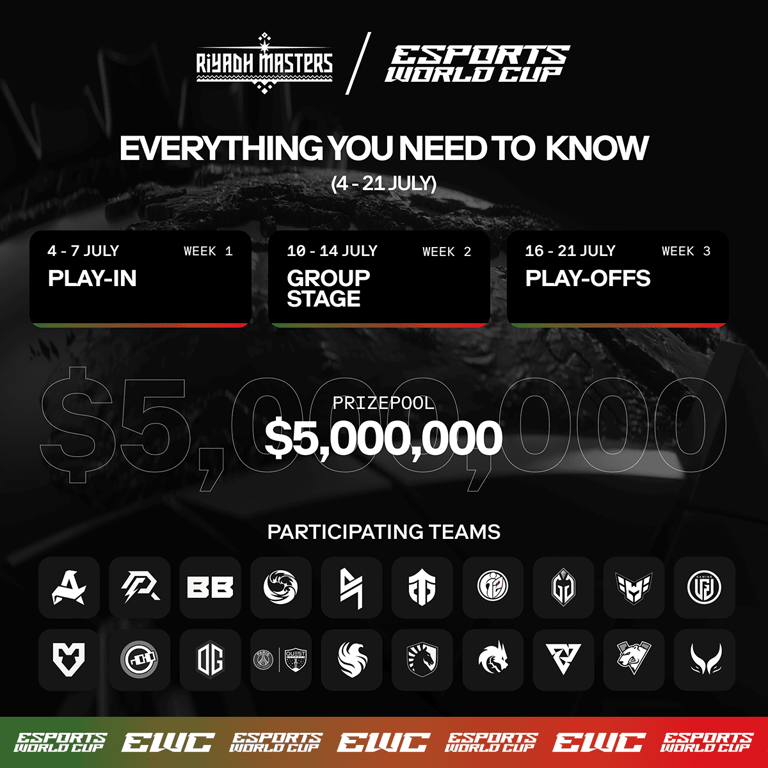 RIYADH MASTERS
ESPORTS
WORLD CUP
EVERYTHING YOU NEED TO KNOW
(4 - 21 JULY)
4 - 7 JULY WEEK 1
PLAY-IN
10 - 14 JULY WEEK 2
GROUP
STAGE
16 - 21 JULY WEEK 3
PLAY-OFFS
$5,000,000
PRIZEPOOL
$5,000,000
PARTICIPATING TEAMS
BB
OG
QUEST
ESPORTS WORLD CUP EWC ESPORTS WORLD CUP EWC ESPORTS WORLD CUP EWC ESPORTS WORLD CUP